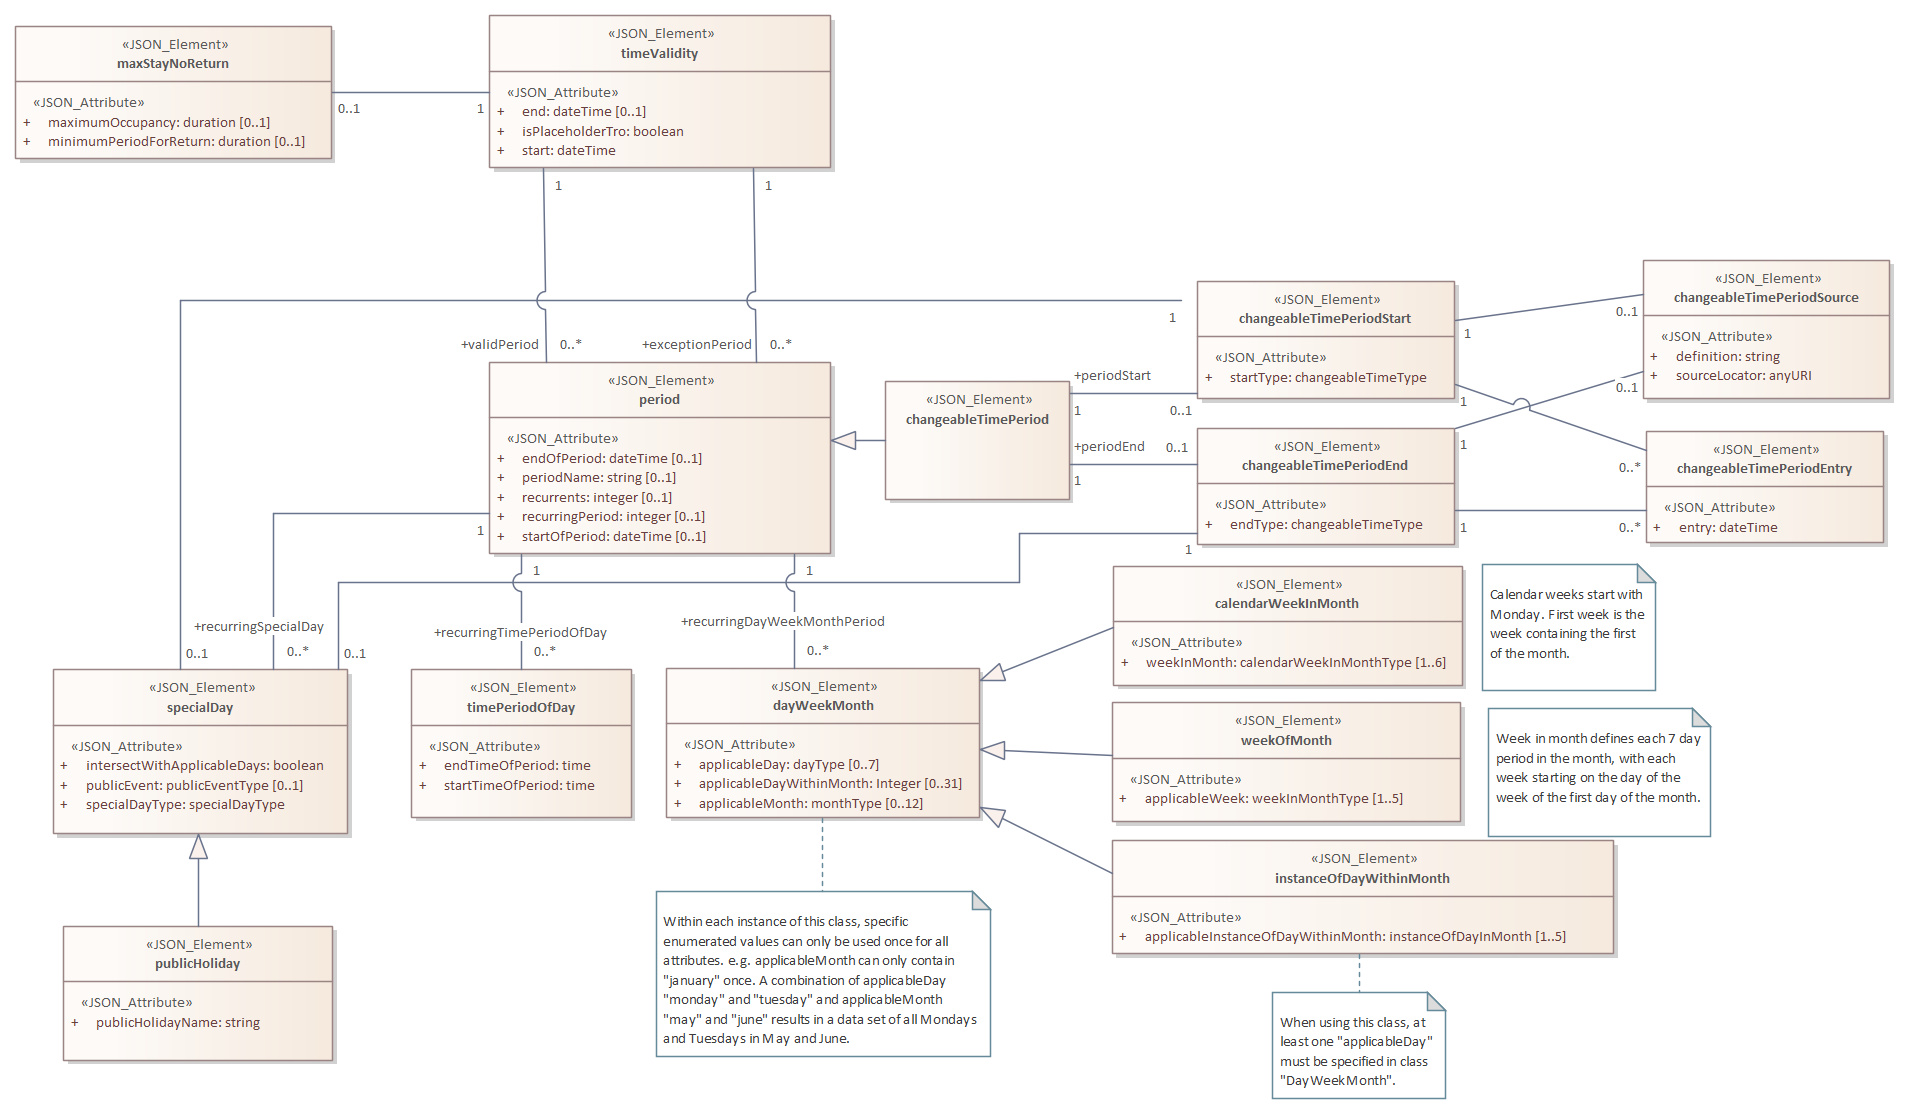 «JSON_Element»
maxStayNoReturn
«JSON_Attribute»
+ maximumOccupancy: duration [0..1]
+ minimumPeriodForReturn: duration [0..1]
0..1
1
«JSON_Element»
timeValidity
«JSON_Attribute»
+ end: dateTime [0..1]
+ isPlaceholderTro: boolean
+ start: dateTime
1
1
+validPeriod
0..*
+exceptionPeriod
0..*
«JSON_Element»
period
«JSON_Attribute»
+ endOfPeriod: dateTime [0..1]
+ periodName: string [0..1]
+ recurrents: integer [0..1]
+ recurringPeriod: integer [0..1]
+ startOfPeriod: dateTime [0..1]
1
1
1
«JSON_Element»
changeableTimePeriod
+periodStart
1
0..1
+periodEnd
0..1
1
1
«JSON_Element»
changeableTimePeriodStart
«JSON_Attribute»
+ startType: changeableTimeType
1
0..1
1
0..1
«JSON_Element»
changeableTimePeriodSource
«JSON_Attribute»
+ definition: string
+ sourceLocator: anyURI
«JSON_Element»
changeableTimePeriodEnd
«JSON_Attribute»
+ endType: changeableTimeType
1
1
0..*
1
0..*
«JSON_Element»
changeableTimePeriodEntry
«JSON_Attribute»
+ entry: dateTime
+recurringSpecialDay
0..1
0..*
0..1
+recurringTimePeriodOfDay
0..*
+recurringDayWeekMonthPeriod
0..*
«JSON_Element»
specialDay
«JSON_Attribute»
+ intersectWithApplicableDays: boolean
+ publicEvent: publicEventType [0..1]
+ specialDayType: specialDayType
«JSON_Element»
timePeriodOfDay
«JSON_Attribute»
+ endTimeOfPeriod: time
+ startTimeOfPeriod: time
«JSON_Element»
dayWeekMonth
«JSON_Attribute»
+ applicableDay: dayType [0..7]
+ applicableDayWithinMonth: Integer [0..31]
+ applicableMonth: monthType [0..12]
«JSON_Element»
calendarWeekInMonth
«JSON_Attribute»
+ weekInMonth: calendarWeekInMonthType [1..6]
Calendar weeks start with
Monday. First week is the
week containing the first
of the month.
«JSON_Element»
weekOfMonth
«JSON_Attribute»
+ applicableWeek: weekInMonthType [1..5]
Week in month defines each 7 day
period in the month, with each
week starting on the day of the
week of the first day of the month.
«JSON_Element»
instanceOfDayWithinMonth
«JSON_Attribute»
+ applicableInstanceOfDayWithinMonth: instanceOfDayInMonth [1..5]
«JSON_Element»
publicHoliday
«JSON_Attribute»
+ publicHolidayName: string
Within each instance of this class, specific
enumerated values can only be used once for all
attributes. e.g. applicableMonth can only contain
"january" once. A combination of applicableDay
"monday" and "tuesday" and applicableMonth
"may" and "june" results in a data set of all Mondays
and Tuesdays in May and June.
When using this class, at
least one "applicableDay"
must be specified in class
"DayWeekMonth".